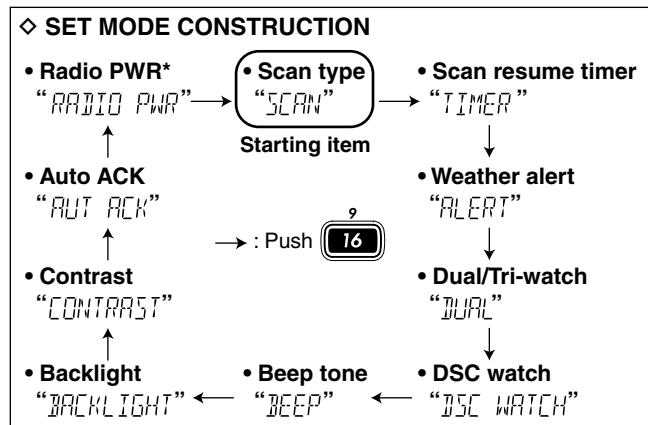 ◇ SET MODE CONSTRUCTION
• Radio PWR*
“RADIO PWR”
• Scan type
“SCAN”
Starting item
• Scan resume timer
“TIMER”
• Auto ACK
“AUT ACK”
• Weather alert
“ALERT”
→ : Push
9
16
• Contrast
“CONTRAST”
• Dual/Tri-watch
“DUAL”
• Backlight
“BACKLIGHT”
• Beep tone
“BEEP”
• DSC watch
“DSC WATCH”